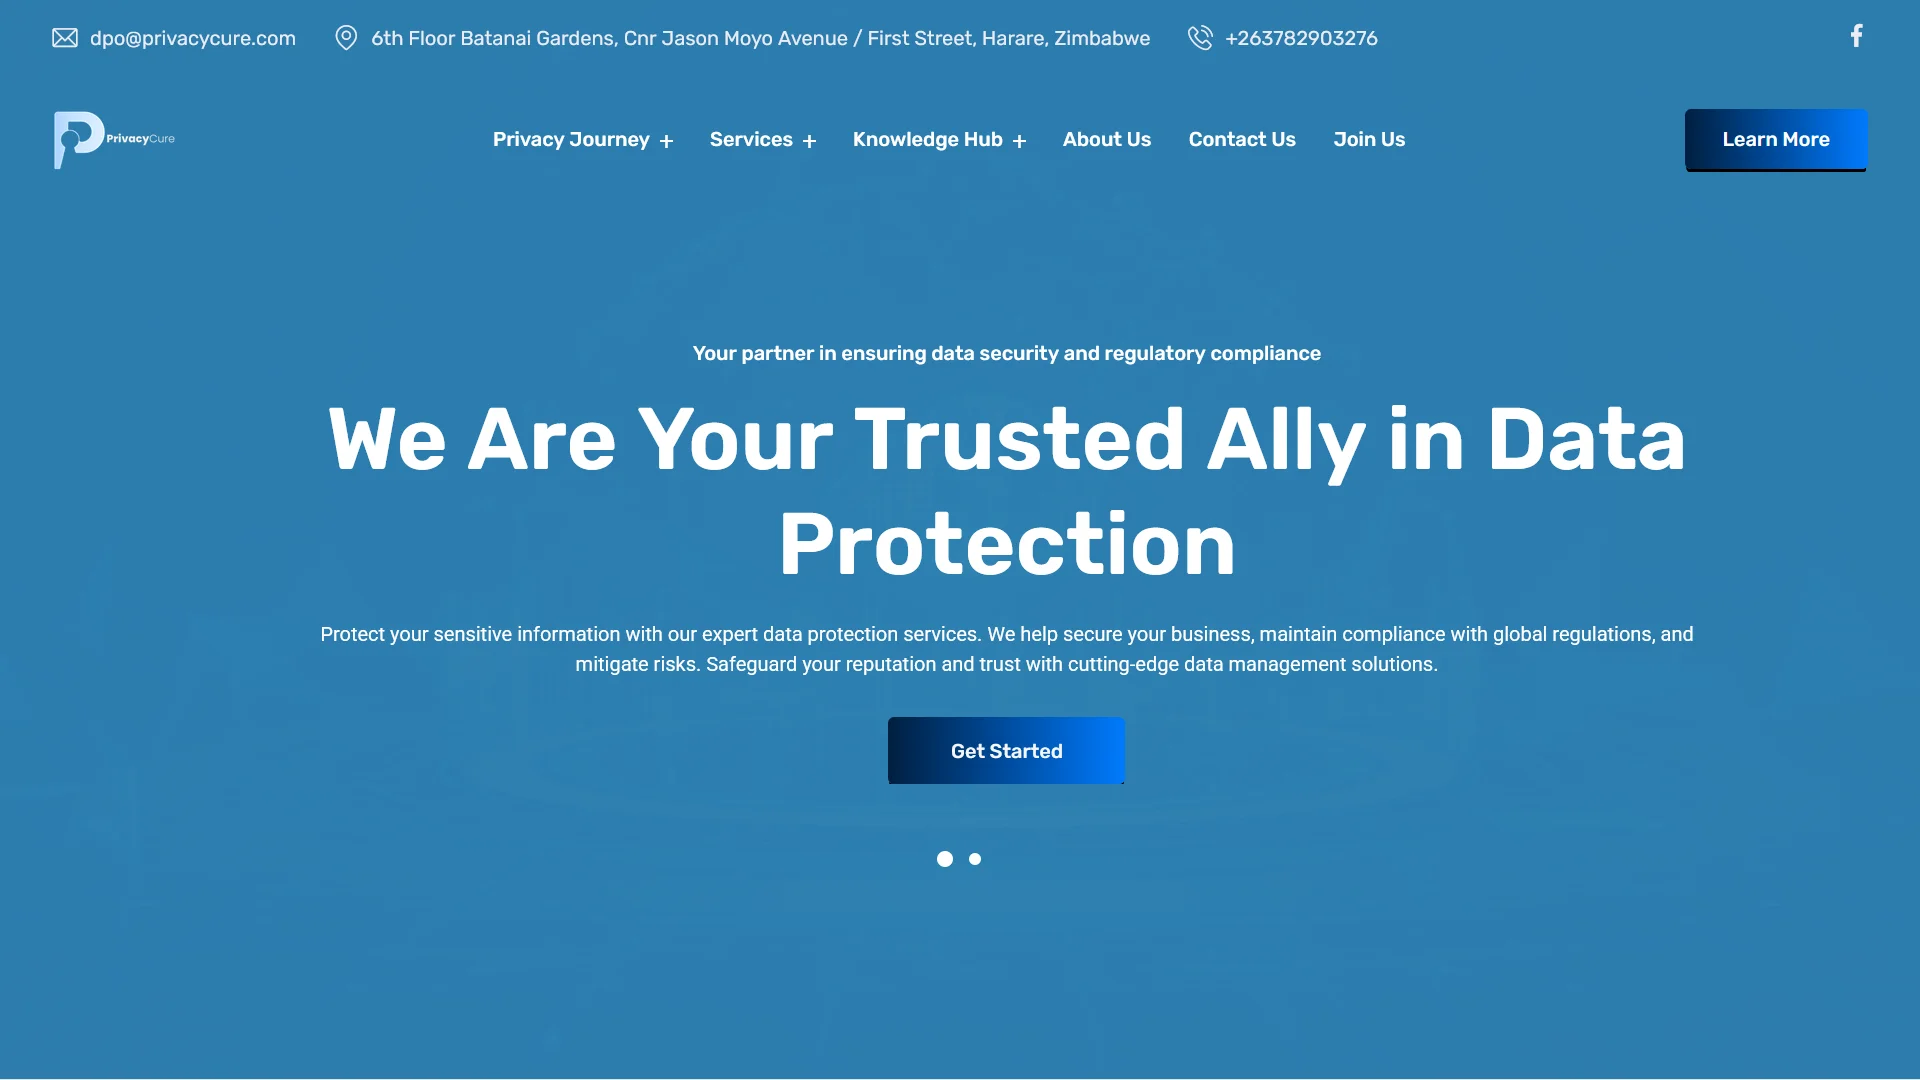 dpo@privacycure.com
6th Floor Batanai Gardens, Cnr Jason Moyo Avenue / First Street, Harare, Zimbabwe
+263782903276
PrivacyCure
Privacy Journey +
Services +
Knowledge Hub +
About Us
Contact Us
Join Us
Learn More
Your partner in ensuring data security and regulatory compliance
We Are Your Trusted Ally in Data
Protection
Protect your sensitive information with our expert data protection services. We help secure your business, maintain compliance with global regulations, and
mitigate risks. Safeguard your reputation and trust with cutting-edge data management solutions.
Get Started